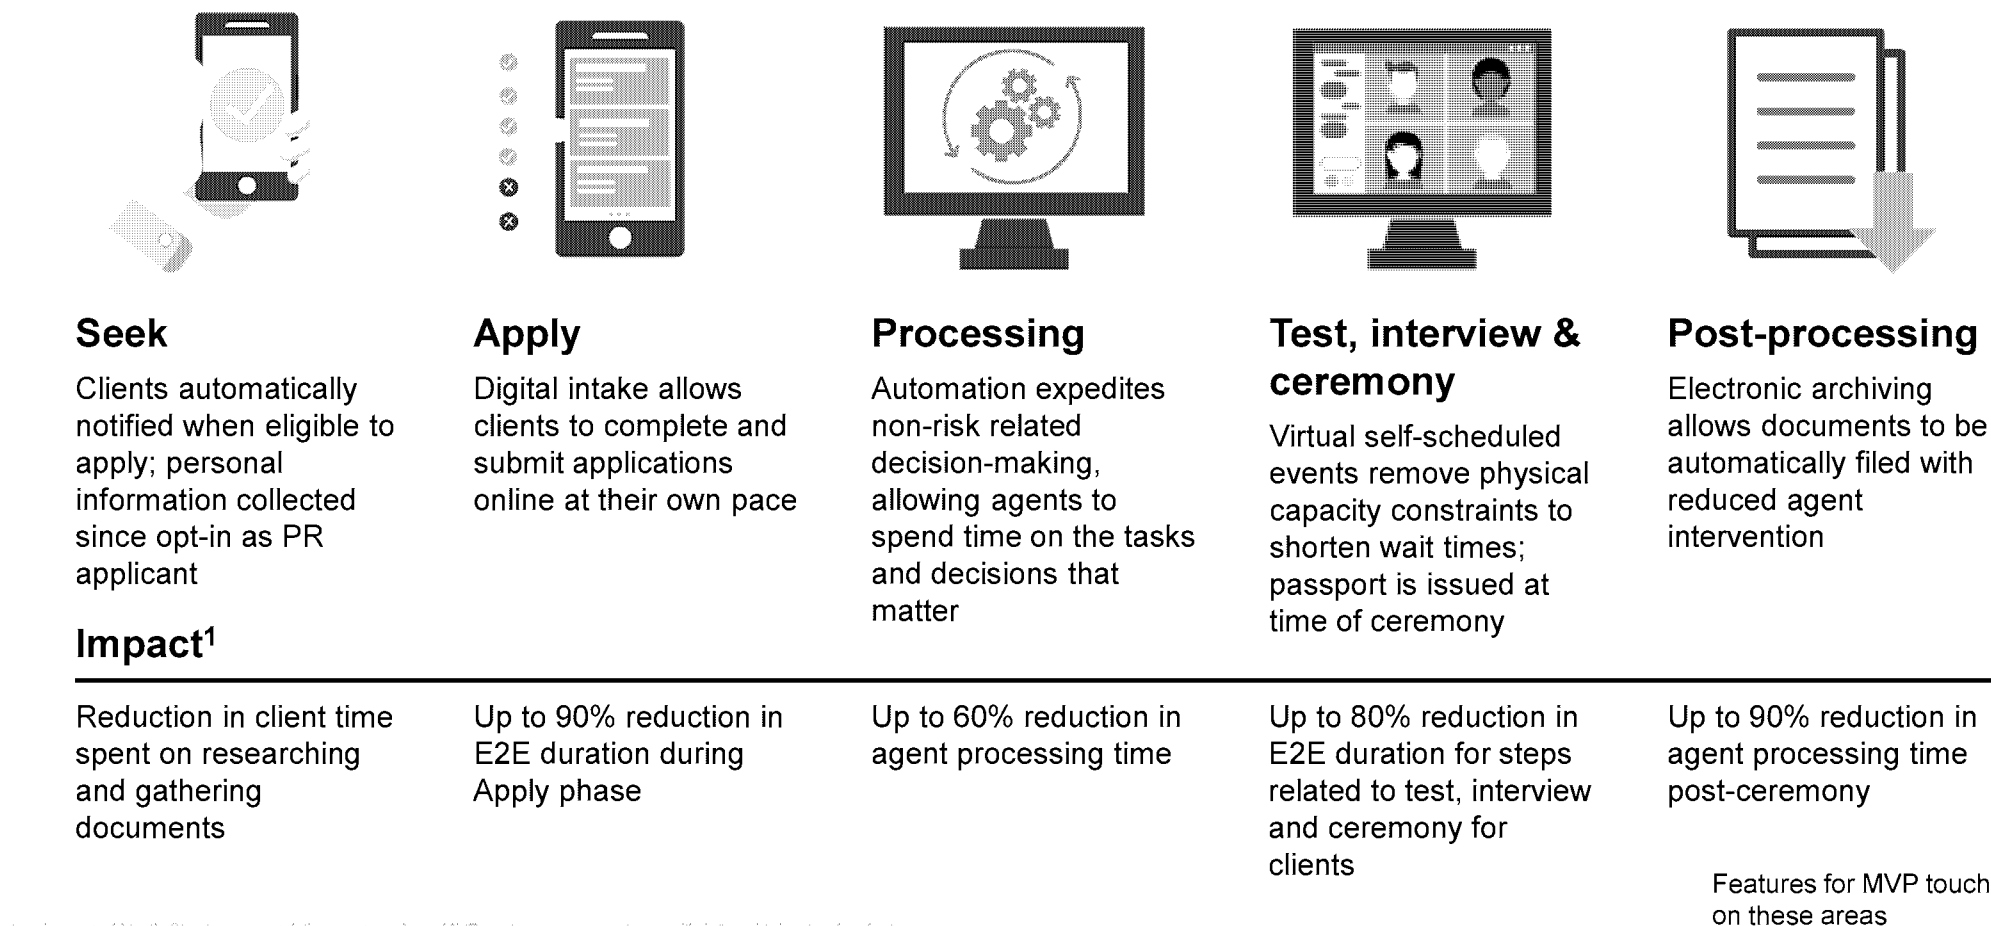 Seek
Clients automatically
notified when eligible to
apply; personal
information collected
since opt-in as PR
applicant
Apply
Digital intake allows
clients to complete and
submit applications
online at their own pace
Processing
Automation expedites
non-risk related
decision-making,
allowing agents to
spend time on the tasks
and decisions that
matter
Test, interview &
ceremony
Virtual self-scheduled
events remove physical
capacity constraints to
shorten wait times;
passport is issued at
time of ceremony
Post-processing
Electronic archiving
allows documents to be
automatically filed with
reduced agent
intervention
Impact¹
Reduction in client time
spent on researching
and gathering
documents
Up to 90% reduction in
E2E duration during
Apply phase
Up to 60% reduction in
agent processing time
Up to 80% reduction in
E2E duration for steps
related to test, interview
and ceremony for
clients
Up to 90% reduction in
agent processing time
post-ceremony
Features for MVP touch
on these areas